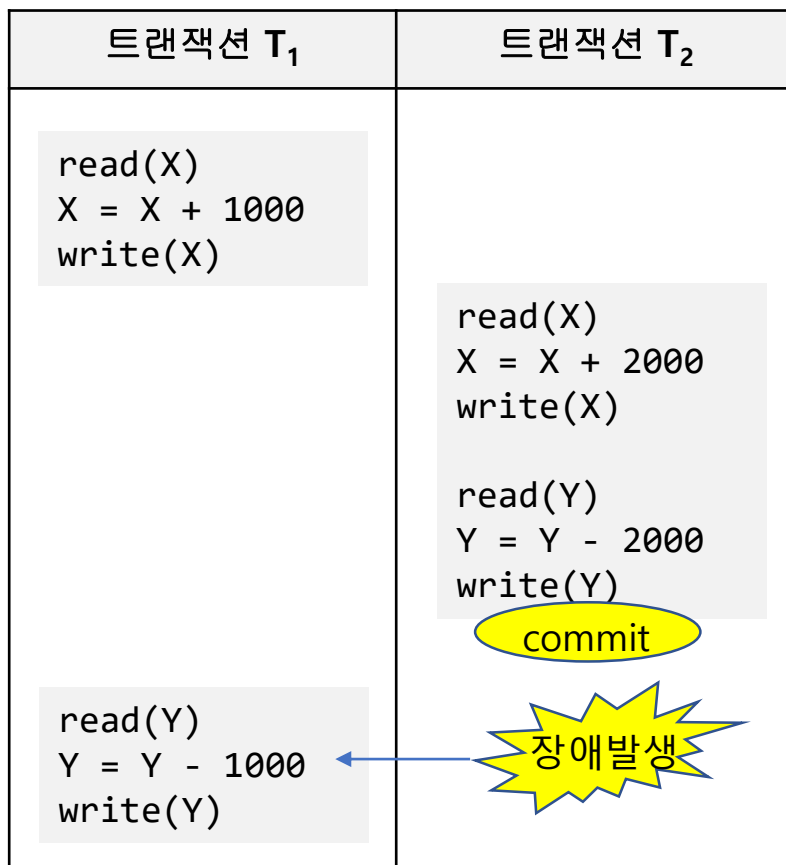 트랜잭션 T₁
트랜잭션 T₂
read(X)
X = X + 1000
write(X)
read(X)
X = X + 2000
write(X)
read(Y)
Y = Y - 2000
write(Y)
commit
read(Y)
Y = Y - 1000
write(Y)
장애발생